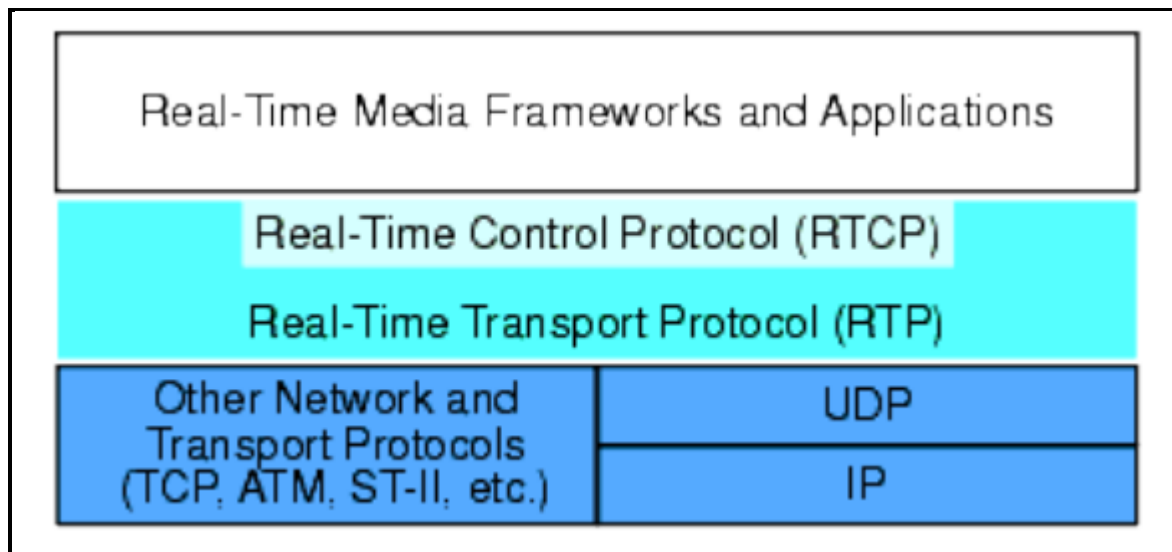 Real-Time Media Frameworks and Applications
Real-Time Control Protocol (RTCP)
Real-Time Transport Protocol (RTP)
Other Network and
Transport Protocols
(TCP, ATM, ST-II, etc.)
UDP
IP